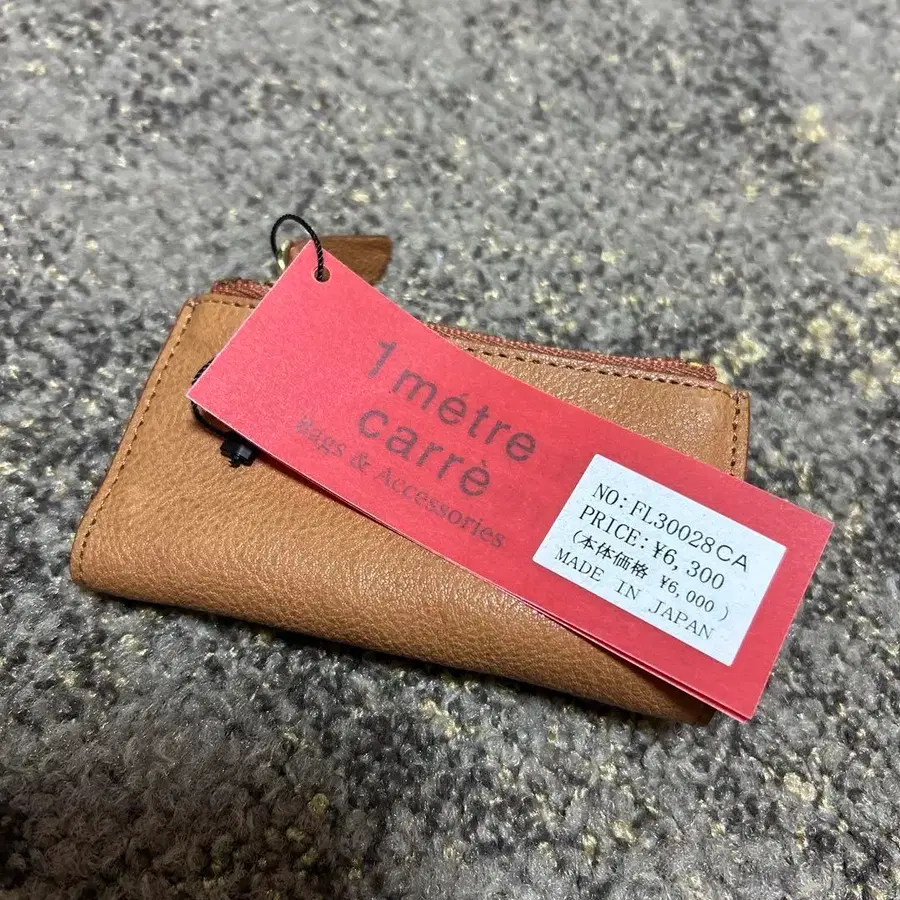 1 métre
carrè
Bags & Accessories
NO: FL30028CA
PRICE: ¥6,300
(本体価格 ¥6,000 )
MADE IN JAPAN